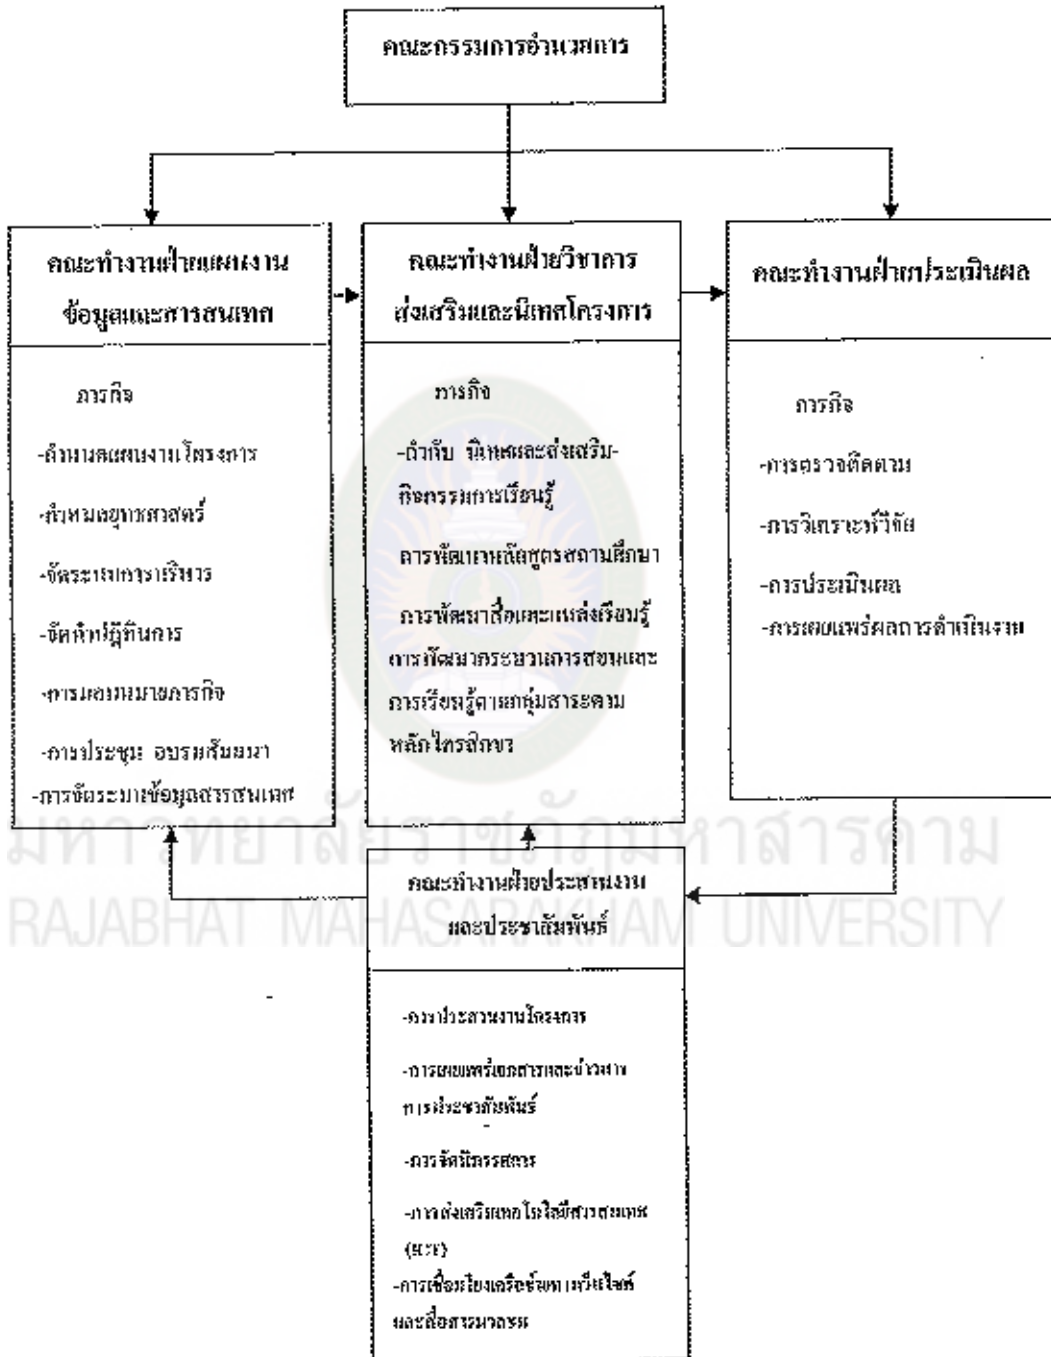 คณะกรรมการอำนวยการ
คณะทำงานฝ่ายแผนงาน
ข้อมูลและสารสนเทศ
ภารกิจ
-กำหนดแผนงานโครงการ
-กำหนดยุทธศาสตร์
-จัดระบบการบริหาร
-จัดทำปฏิทินการ
-การมอบหมายภารกิจ
-การประชุม อบรมสัมมนา
-การจัดระบบข้อมูลสารสนเทศ
คณะทำงานฝ่ายวิชาการ
ส่งเสริมและนิเทศโครงการ
ภารกิจ
-กำกับ นิเทศและส่งเสริม-
กิจกรรมการเรียนรู้
การพัฒนาหลักสูตรสถานศึกษา
การพัฒนาสื่อและแหล่งเรียนรู้
การพัฒนากระบวนการสอนและ
การเรียนรู้ตามกลุ่มสาระตาม
หลักไตรสิกขา
คณะทำงานฝ่ายประเมินผล
ภารกิจ
-การตรวจติดตาม
-การวิเคราะห์วิจัย
-การประเมินผล
-การเผยแพร่ผลการดำเนินงาน
มหาวิทยาลัยราชภัฏมหาสารคาม
RAJABHAT MAHASARAKHAM UNIVERSITY
คณะทำงานฝ่ายประสานงาน
และประชาสัมพันธ์
-การประสานงานโครงการ
-การเผยแพร่เอกสารและข่าวสาร
การประชาสัมพันธ์
-การจัดนิทรรศการ
-การส่งเสริมเทคโนโลยีสารสนเทศ
-การเชื่อมโยงเครือข่ายทางเว็บไซต์
และสื่อสารมวลชน